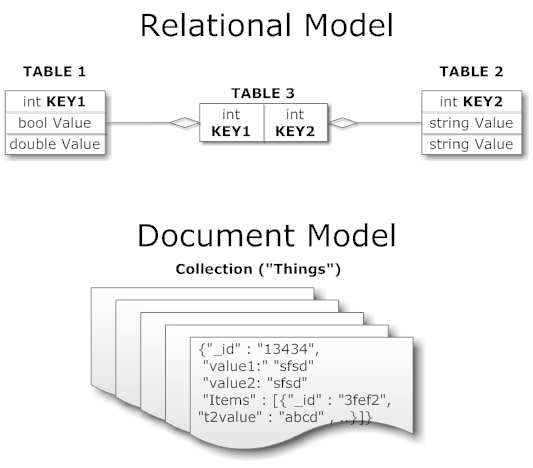 Relational Model
TABLE 1
int KEY1
bool Value
double Value
TABLE 3
int KEY1
int KEY2
TABLE 2
int KEY2
string Value
string Value
Document Model
Collection ("Things")
{"_id" : "13434",
"value1:" "sfsd"
"value2: "sfsd"
"Items" : [{"_id" : "3fef2",
"t2value" : "abcd" , ..}]}